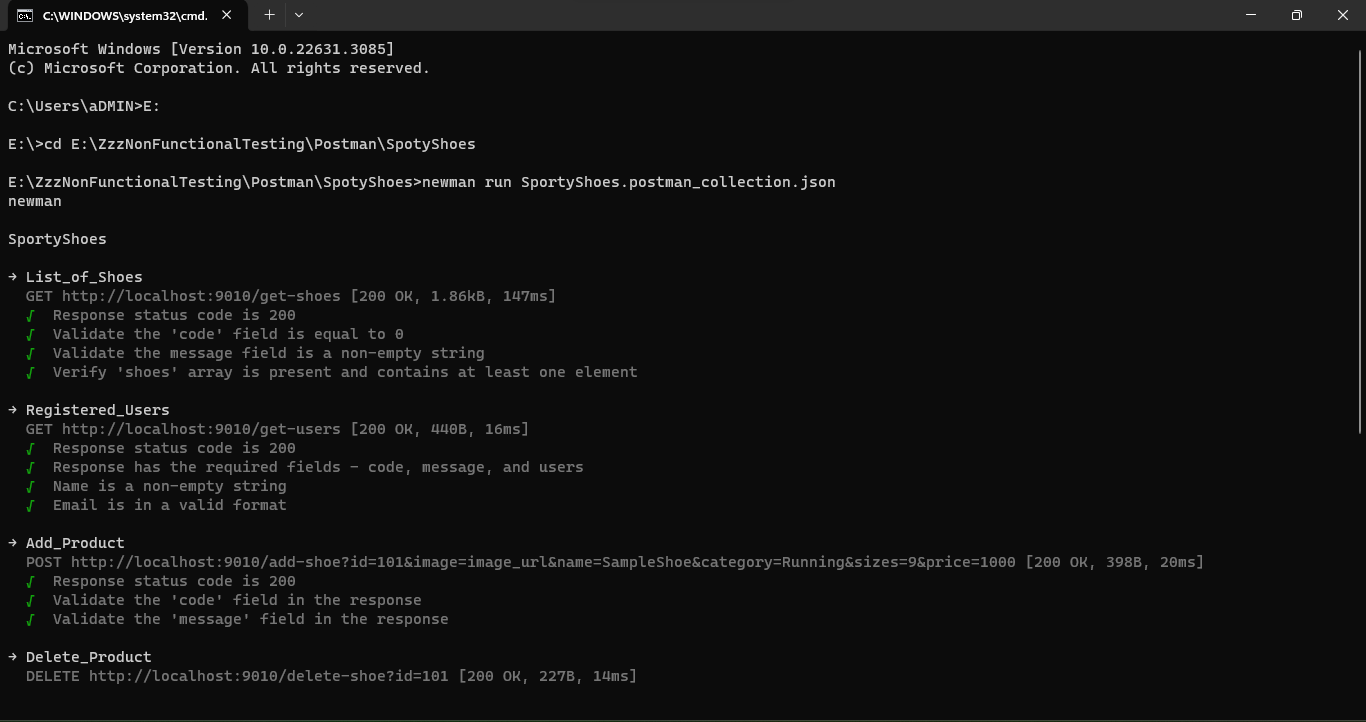 C:\WINDOWS\system32\cmd.
Microsoft Windows [Version 10.0.22631.3085]
(c) Microsoft Corporation. All rights reserved.
C:\Users\aDMIN>E:
E:\>cd E:\ZzzNonFunctionalTesting\Postman\SpotyShoes
E:\ZzzNonFunctionalTesting\Postman\SpotyShoes>newman run SportyShoes.postman_collection.json
newman
SportyShoes
→ List_of_Shoes
GET http://localhost:9010/get-shoes [200 OK, 1.86kB, 147ms]
√ Response status code is 200
√ Validate the 'code' field is equal to 0
√ Validate the message field is a non-empty string
√ Verify 'shoes' array is present and contains at least one element
→ Registered_Users
GET http://localhost:9010/get-users [200 OK, 440B, 16ms]
√ Response status code is 200
√ Response has the required fields - code, message, and users
√ Name is a non-empty string
√ Email is in a valid format
→ Add_Product
POST http://localhost:9010/add-shoe?id=101&image=image_url&name=SampleShoe&category=Running&sizes=9&price=1000 [200 OK, 398B, 20ms]
√ Response status code is 200
√ Validate the 'code' field in the response
√ Validate the 'message' field in the response
→ Delete_Product
DELETE http://localhost:9010/delete-shoe?id=101 [200 OK, 227B, 14ms]